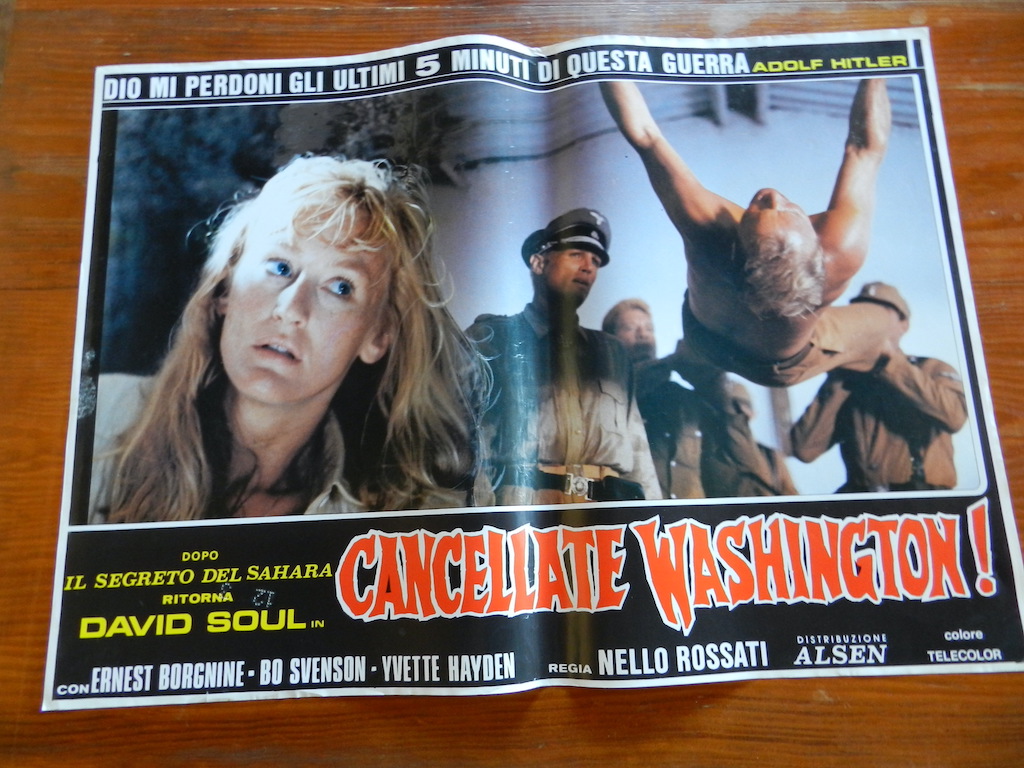 DIO MI PERDONI GLI ULTIMI 5 MINUTI DI QUESTA GUERRA ADOLF HITLER
DOPO
IL SEGRETO DEL SAHARA
RITORNA
DAVID SOUL IN
CANCELLATE WASHINGTON!
CON ERNEST BORGNINE - BO SVENSON - YVETTE HAYDEN
REGIA NELLO ROSSATI
DISTRIBUZIONE
ALSEN
colore
TELECOLOR